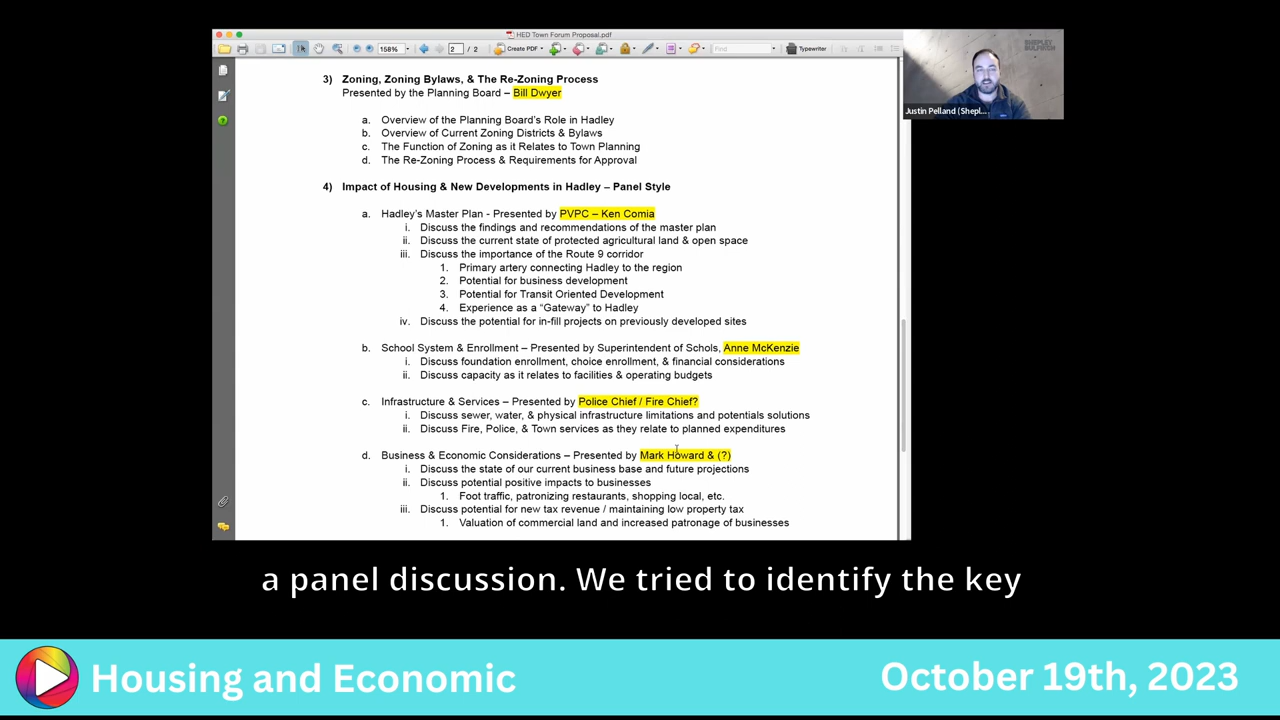 HED Town Forum Proposal.pdf
158%
2 / 2
Create PDF
Find
Typewriter
3) Zoning, Zoning Bylaws, & The Re-Zoning Process
Presented by the Planning Board – Bill Dwyer
a. Overview of the Planning Board's Role in Hadley
b. Overview of Current Zoning Districts & Bylaws
c. The Function of Zoning as it Relates to Town Planning
d. The Re-Zoning Process & Requirements for Approval
4) Impact of Housing & New Developments in Hadley – Panel Style
a. Hadley's Master Plan - Presented by PVPC – Ken Comia
i. Discuss the findings and recommendations of the master plan
ii. Discuss the current state of protected agricultural land & open space
iii. Discuss the importance of the Route 9 corridor
1. Primary artery connecting Hadley to the region
2. Potential for business development
3. Potential for Transit Oriented Development
4. Experience as a “Gateway” to Hadley
iv. Discuss the potential for in-fill projects on previously developed sites
b. School System & Enrollment – Presented by Superintendent of Schols, Anne McKenzie
i. Discuss foundation enrollment, choice enrollment, & financial considerations
ii. Discuss capacity as it relates to facilities & operating budgets
c. Infrastructure & Services – Presented by Police Chief / Fire Chief?
i. Discuss sewer, water, & physical infrastructure limitations and potentials solutions
ii. Discuss Fire, Police, & Town services as they relate to planned expenditures
d. Business & Economic Considerations – Presented by Mark Howard & (?)
i. Discuss the state of our current business base and future projections
ii. Discuss potential positive impacts to businesses
1. Foot traffic, patronizing restaurants, shopping local, etc.
iii. Discuss potential for new tax revenue / maintaining low property tax
1. Valuation of commercial land and increased patronage of businesses
SHEPLEY
BULFINCH
Justin Pelland (Shepl...
a panel discussion. We tried to identify the key
Housing and Economic
October 19th, 2023